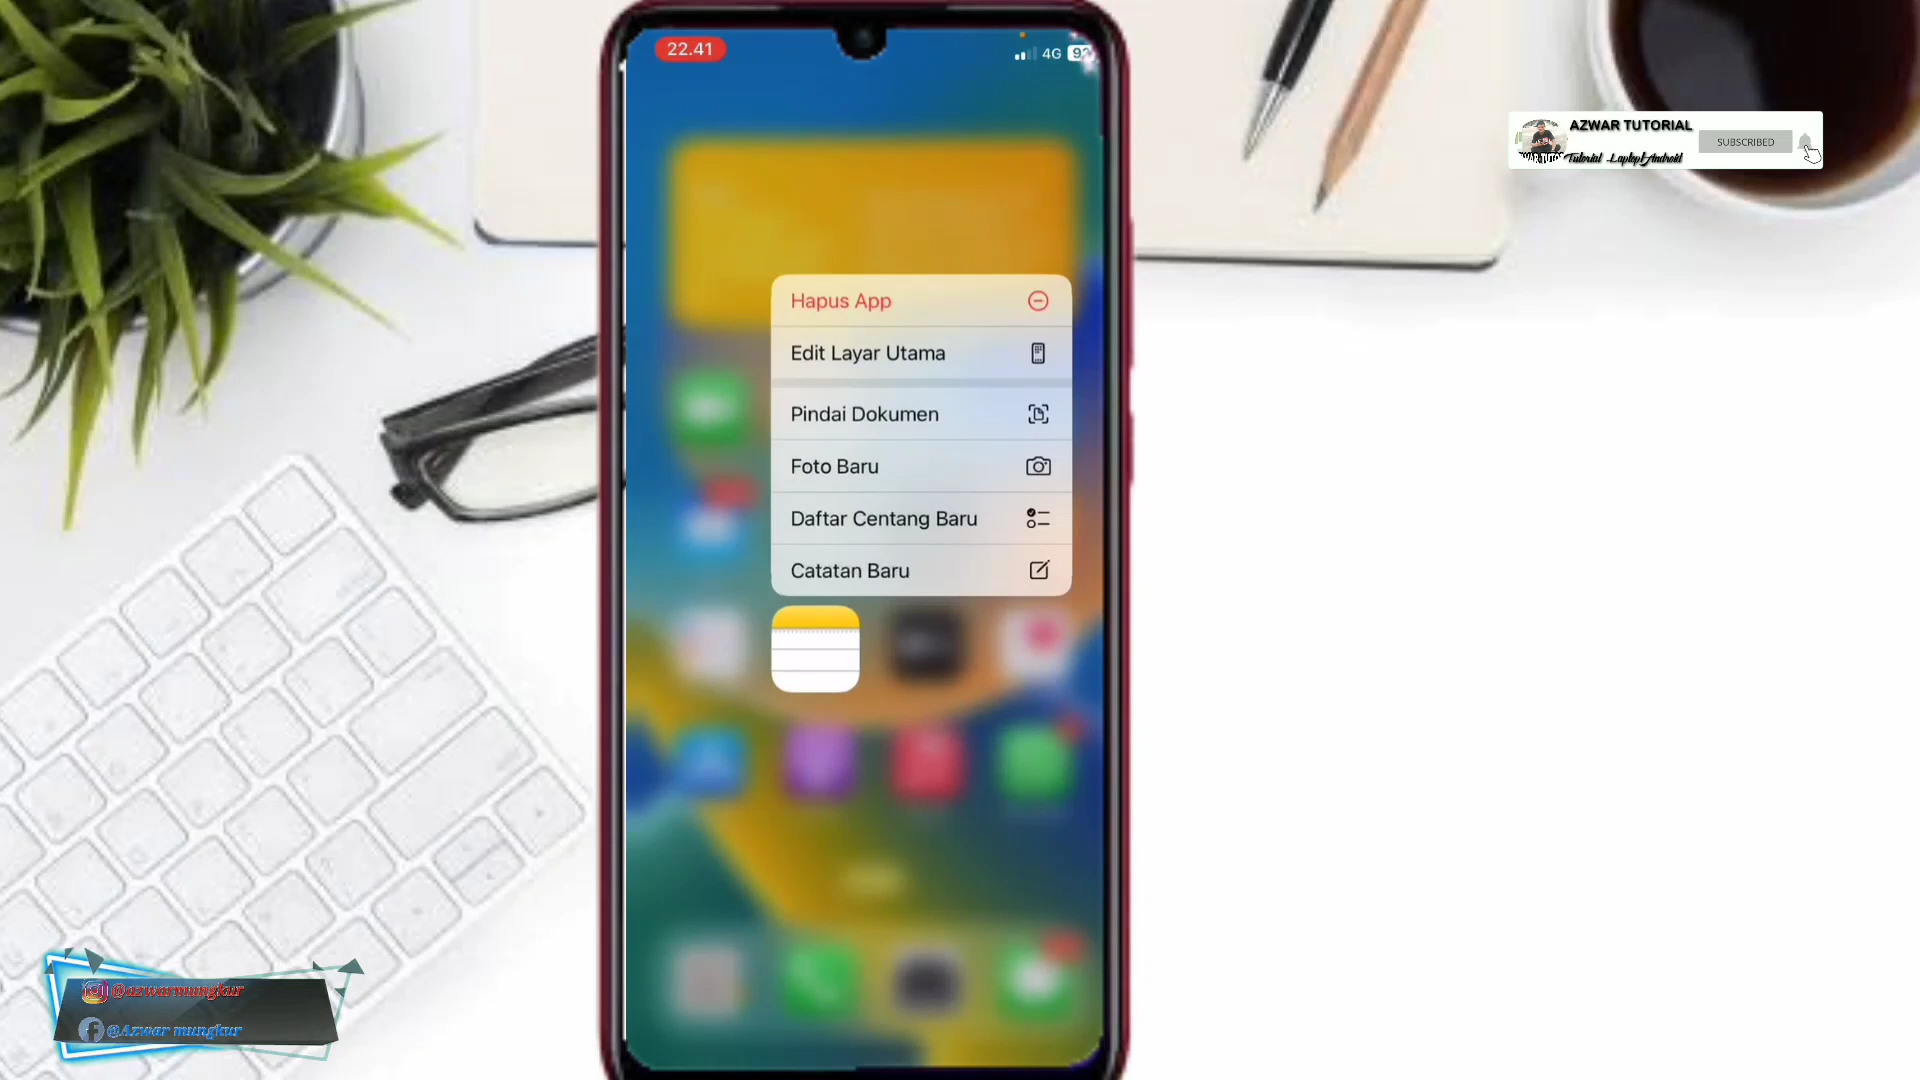 22.41
4G
Hapus App
Edit Layar Utama
Pindai Dokumen
Foto Baru
Daftar Centang Baru
Catatan Baru
AZWAR TUTORIAL
Tutorial -Laptop/Android
SUBSCRIBED
@azwarmungkur
@Azwar mungkur